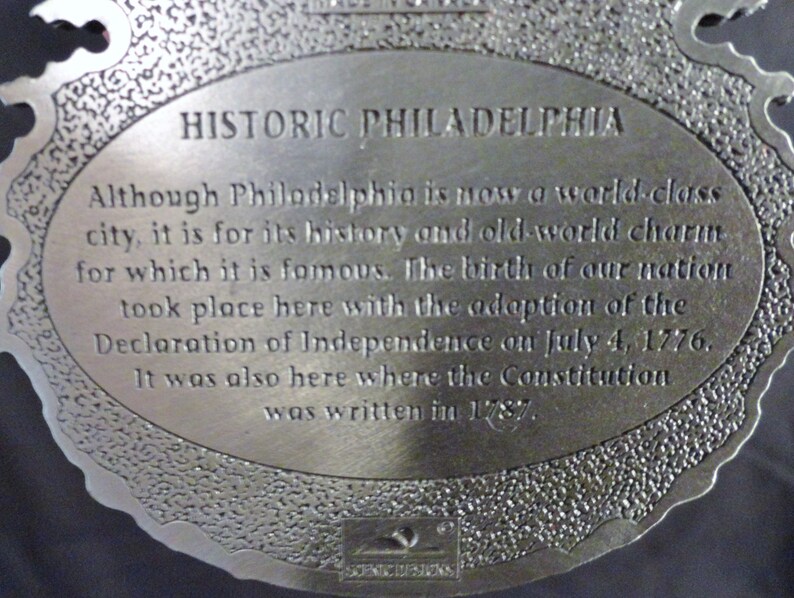 HISTORIC PHILADELPHIA
Although Philadelphia is now a world-class
city, it is for its history and old-world charm
for which it is famous. The birth of our nation
took place here with the adoption of the
Declaration of Independence on July 4, 1776.
It was also here where the Constitution
was written in 1787.
®
SCENIC DESIGNS